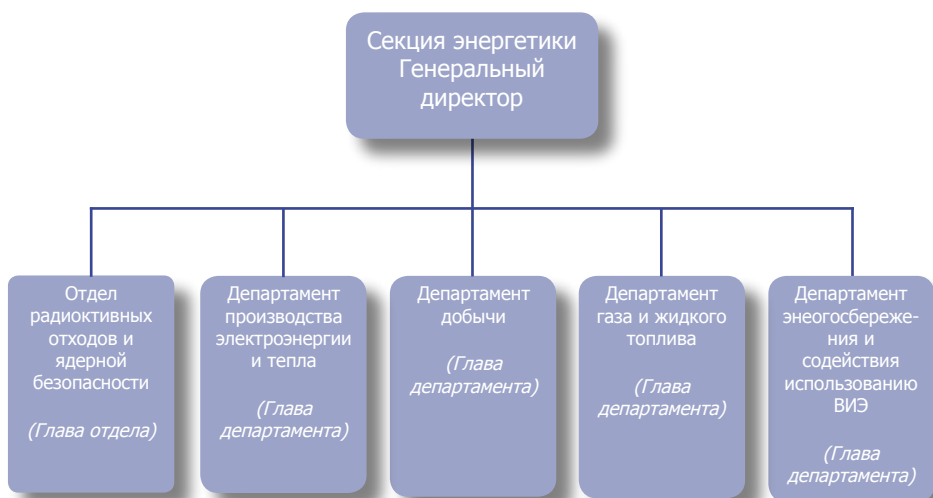 Секция энергетики
Генеральный
директор
Отдел
радиоактивных
отходов и
ядерной
безопасности
(Глава отдела)
Департамент
производства
электроэнергии
и тепла
(Глава
департамента)
Департамент
добычи
(Глава
департамента)
Департамент
газа и жидкого
топлива
(Глава
департамента)
Департамент
энеогосбереже-
ния и
содействия
использованию
ВИЭ
(Глава
департамента)